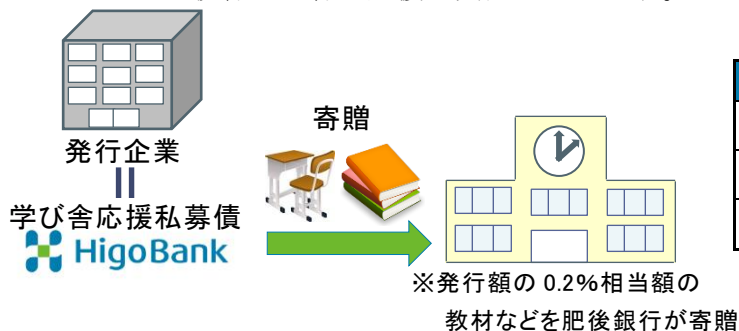 寄贈
発行企業
学び舎応援私募債
HigoBank
※発行額の 0.2%相当額の
教材などを肥後銀行が寄贈